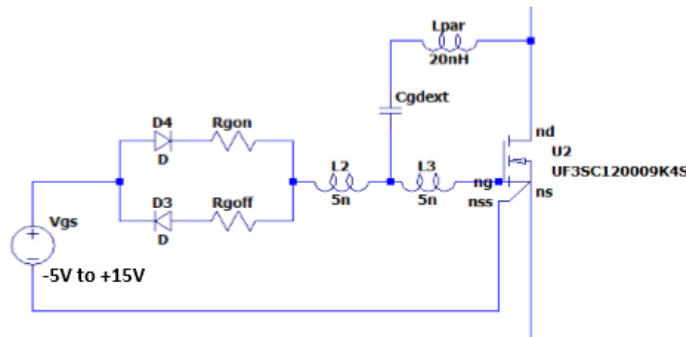 Lpar
20nH
Cgdext
D4
Rgon
D
nd
U2
L2
L3
UF3SC120009K4S
ng
ns
5n
5n
nss
D3
Rgoff
D
Vgs
-5V to +15V